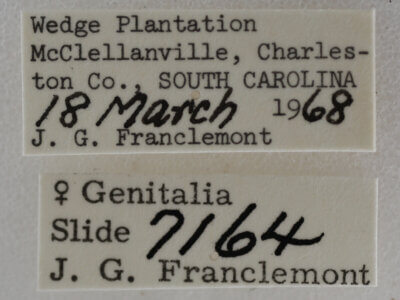 Wedge Plantation
McClellanville, Charles-
ton Co., SOUTH CAROLINA
18 March 1968
J. G. Franclemont
♀ Genitalia
Slide 7164
J. G. Franclemont